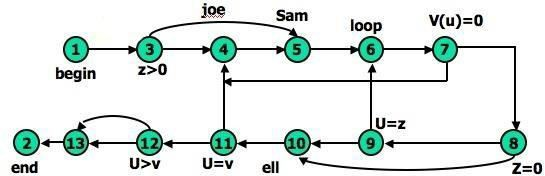 joe
Sam
loop
V(u)=0
1
3
4
5
6
7
begin
z>0
U=z
2
13
12
11
10
9
8
end
U>v
U=v
ell
Z=0